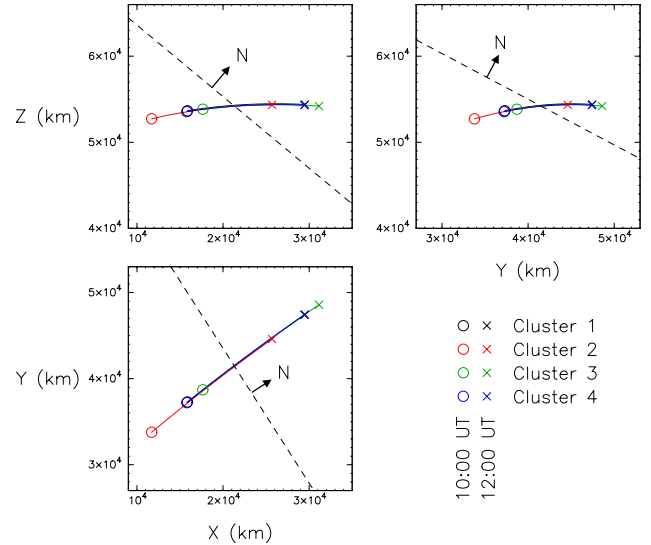 6×10⁴
5×10⁴
4×10⁴
Z (km)
N
10⁴ 2×10⁴ 3×10⁴
6×10⁴
5×10⁴
4×10⁴
N
3×10⁴ 4×10⁴ 5×10⁴
Y (km)
5×10⁴
4×10⁴
3×10⁴
Y (km)
N
10⁴ 2×10⁴ 3×10⁴
X (km)
Cluster 1
Cluster 2
Cluster 3
Cluster 4
10:00 UT
12:00 UT